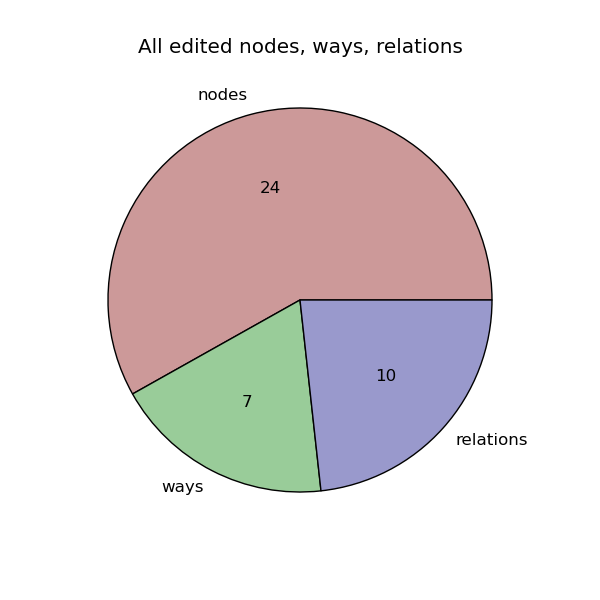 All edited nodes, ways, relations
nodes
24
10
7
relations
ways